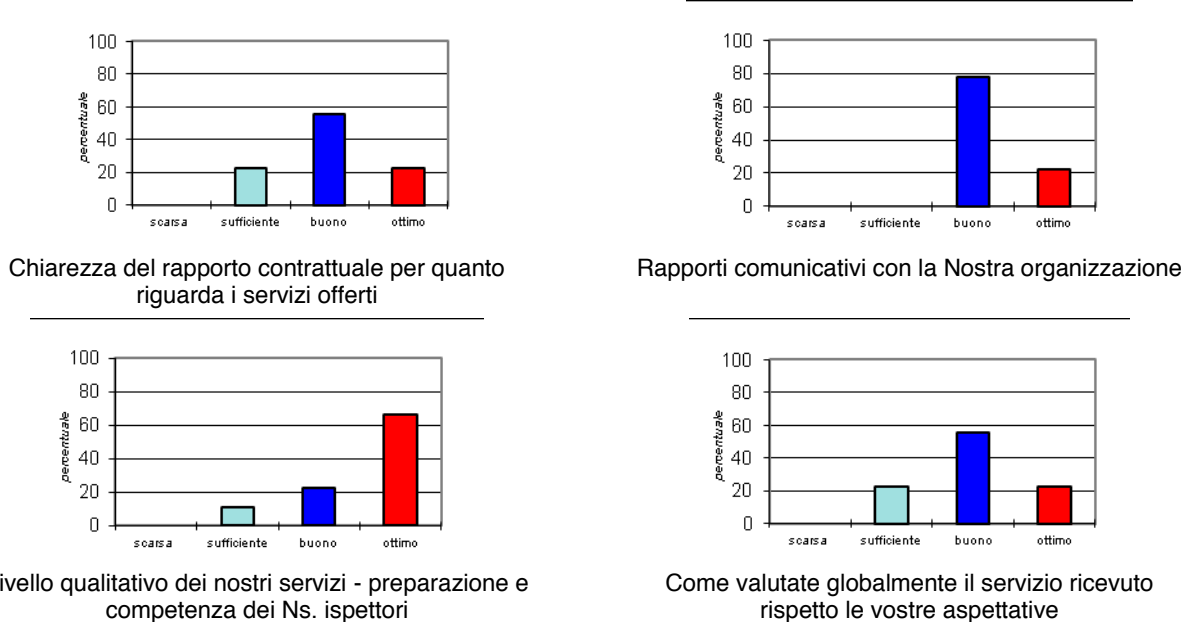 100
80
60
40
20
0
percentuale
scarsa sufficiente buono ottimo
Chiarezza del rapporto contrattuale per quanto
riguarda i servizi offerti
100
80
60
40
20
0
percentuale
scarsa sufficiente buono ottimo
Rapporti comunicativi con la Nostra organizzazione
100
80
60
40
20
0
percentuale
scarsa sufficiente buono ottimo
ivello qualitativo dei nostri servizi - preparazione e
competenza dei Ns. ispettori
100
80
60
40
20
0
percentuale
scarsa sufficiente buono ottimo
Come valutate globalmente il servizio ricevuto
rispetto le vostre aspettative